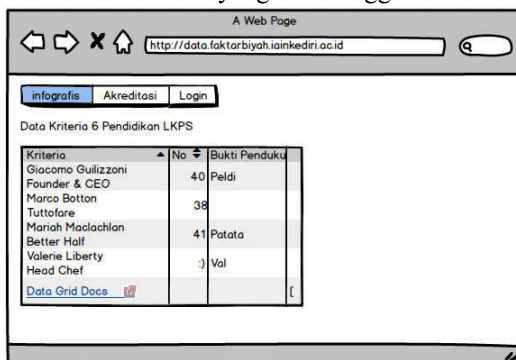 A Web Page
http://data.faktarbiyah.iainkediri.ac.id
infografis Akreditasi Login
Data Kriteria 6 Pendidikan LKPS
Kriteria No Bukti Penduku
Giacomo Guilizzoni
Founder & CEO 40 Peldi
Marco Botton
Tuttofare 38
Mariah Maclachlan
Better Half 41 Patata
Valerie Liberty
Head Chef :) Val
Data Grid Docs [